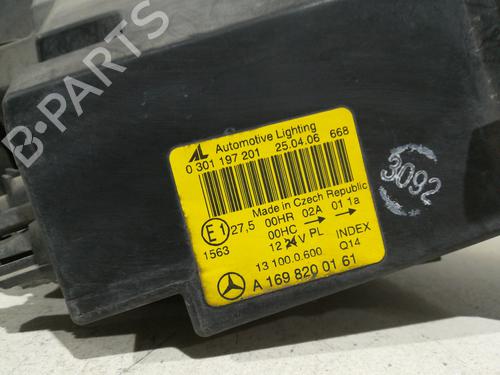 B-PARTS
AL Automotive Lighting
0 301 197 201 25.04.06 668
Made in Czech Republic
E1 27,5 00HR 02A 01 1a
1563 00HC
12 V PL INDEX
13 100.0.600 Q14
A 169 820 01 61
3092